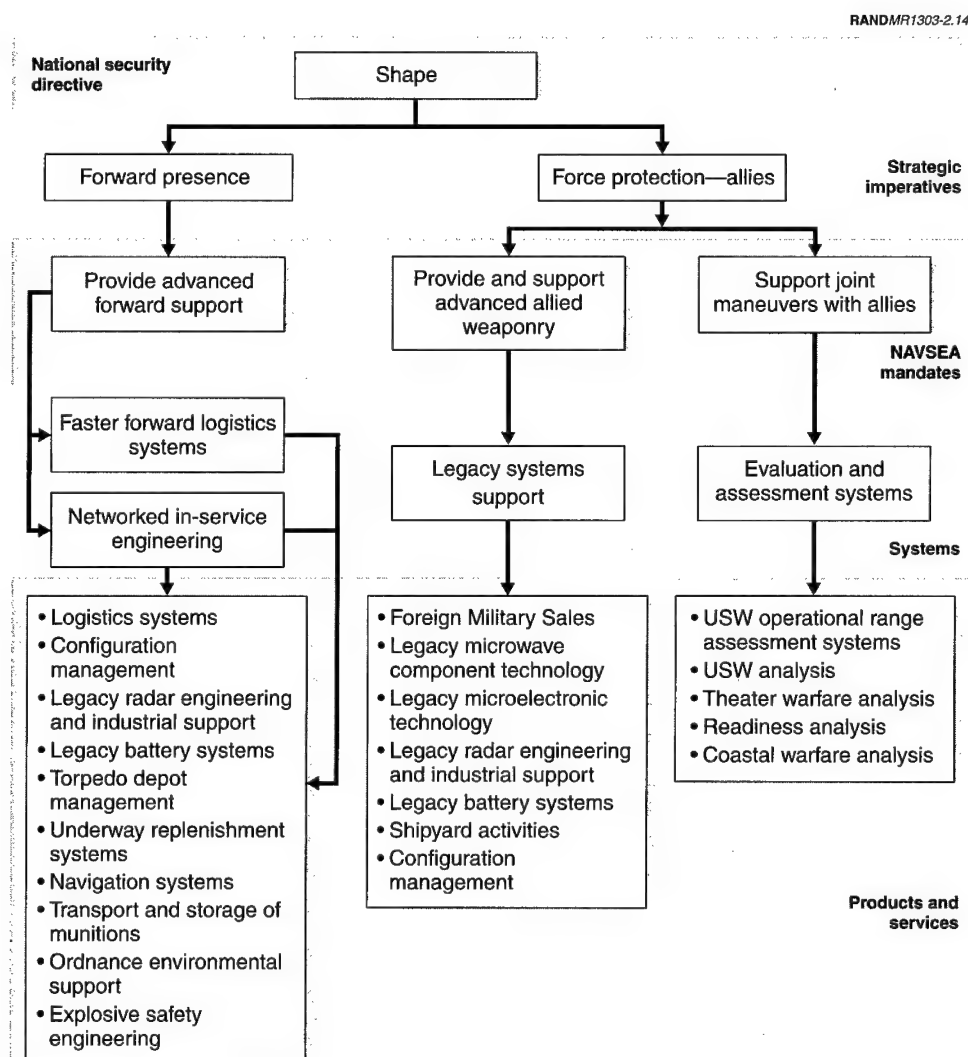 RANDMR1303-2.14
National security
directive
Shape
Forward presence
Force protection—allies
Strategic
imperatives
Provide advanced
forward support
Provide and support
advanced allied
weaponry
Support joint
maneuvers with allies
NAVSEA
mandates
Faster forward logistics
systems
Legacy systems
support
Evaluation and
assessment systems
Networked in-service
engineering
Systems
• Logistics systems
• Configuration
management
• Legacy radar engineering
and industrial support
• Legacy battery systems
• Torpedo depot
management
• Underway replenishment
systems
• Navigation systems
• Transport and storage of
munitions
• Ordnance environmental
support
• Explosive safety
engineering
• Foreign Military Sales
• Legacy microwave
component technology
• Legacy microelectronic
technology
• Legacy radar engineering
and industrial support
• Legacy battery systems
• Shipyard activities
• Configuration
management
• USW operational range
assessment systems
• USW analysis
• Theater warfare analysis
• Readiness analysis
• Coastal warfare analysis
Products and
services